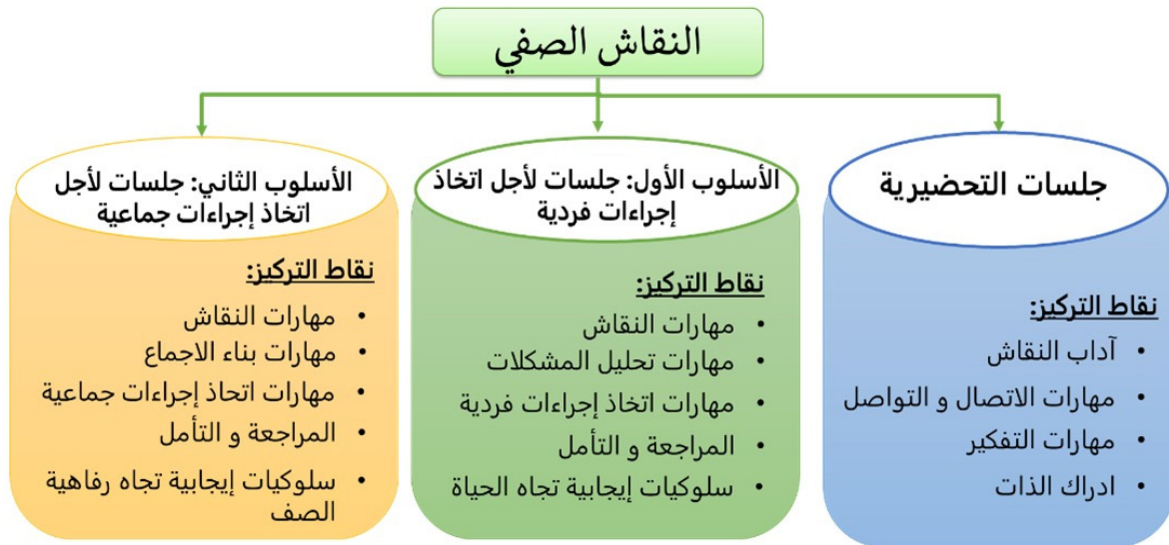 النقاش الصفي
جلسات التحضيرية
نقاط التركيز:
• آداب النقاش
• مهارات الاتصال و التواصل
• مهارات التفكير
• ادراك الذات
الأسلوب الأول: جلسات لأجل اتخاذ
إجراءات فردية
نقاط التركيز:
• مهارات النقاش
• مهارات تحليل المشكلات
• مهارات اتخاذ إجراءات فردية
• المراجعة و التأمل
• سلوكيات إيجابية تجاه الحياة
الأسلوب الثاني: جلسات لأجل
اتخاذ إجراءات جماعية
نقاط التركيز:
• مهارات النقاش
• مهارات بناء الاجماع
• مهارات اتحاذ إجراءات جماعية
• المراجعة و التأمل
• سلوكيات إيجابية تجاه رفاهية
الصف